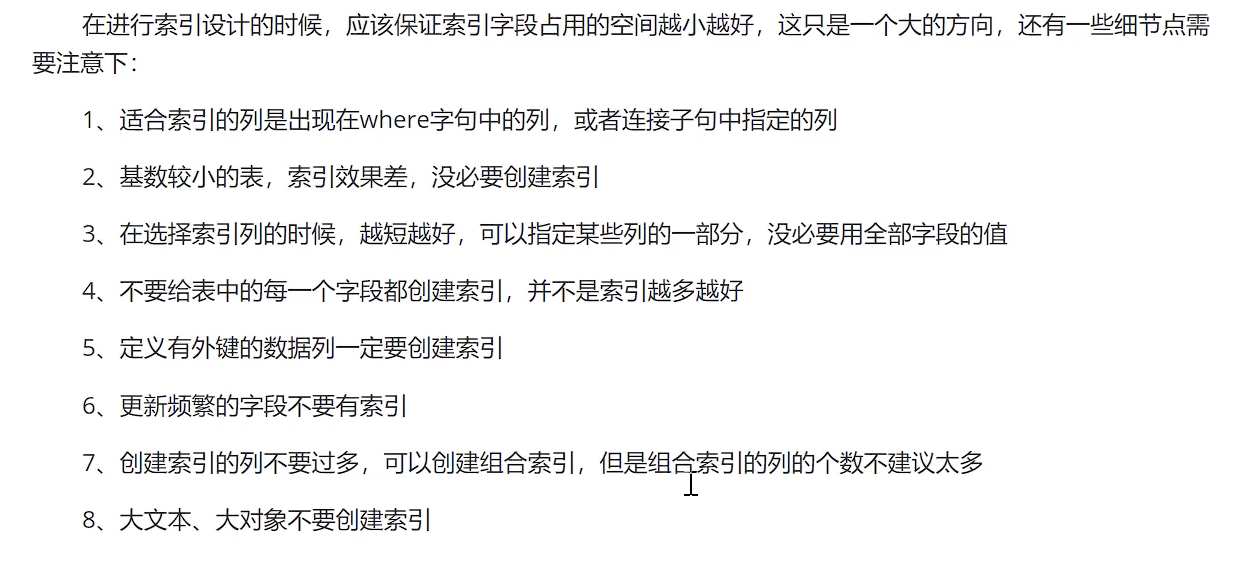 在进行索引设计的时候，应该保证索引字段占用的空间越小越好，这只是一个大的方向，还有一些细节点需
要注意下：
1、适合索引的列是出现在where字句中的列，或者连接子句中指定的列
2、基数较小的表，索引效果差，没必要创建索引
3、在选择索引列的时候，越短越好，可以指定某些列的一部分，没必要用全部字段的值
4、不要给表中的每一个字段都创建索引，并不是索引越多越好
5、定义有外键的数据列一定要创建索引
6、更新频繁的字段不要有索引
7、创建索引的列不要过多，可以创建组合索引，但是组合索引的列的个数不建议太多
8、大文本、大对象不要创建索引